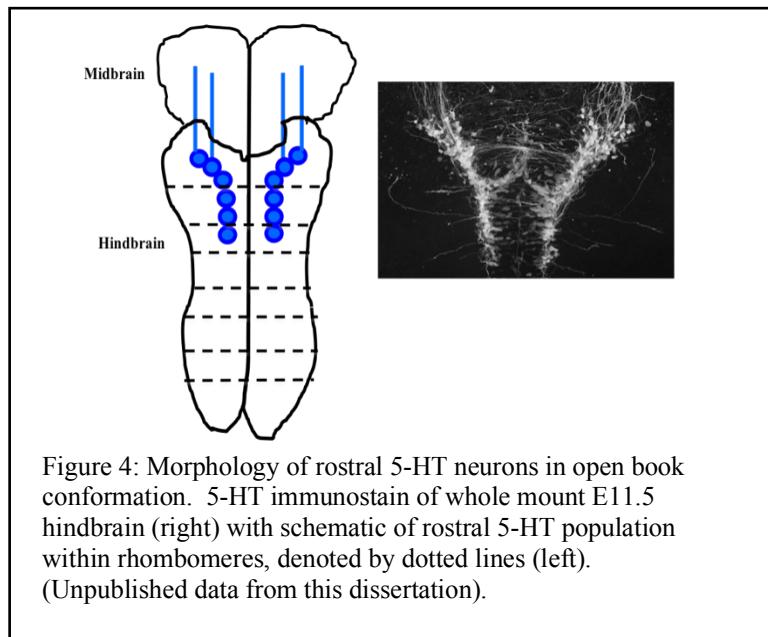 Midbrain
Hindbrain
Figure 4: Morphology of rostral 5-HT neurons in open book
conformation. 5-HT immunostain of whole mount E11.5
hindbrain (right) with schematic of rostral 5-HT population
within rhombomeres, denoted by dotted lines (left).
(Unpublished data from this dissertation).